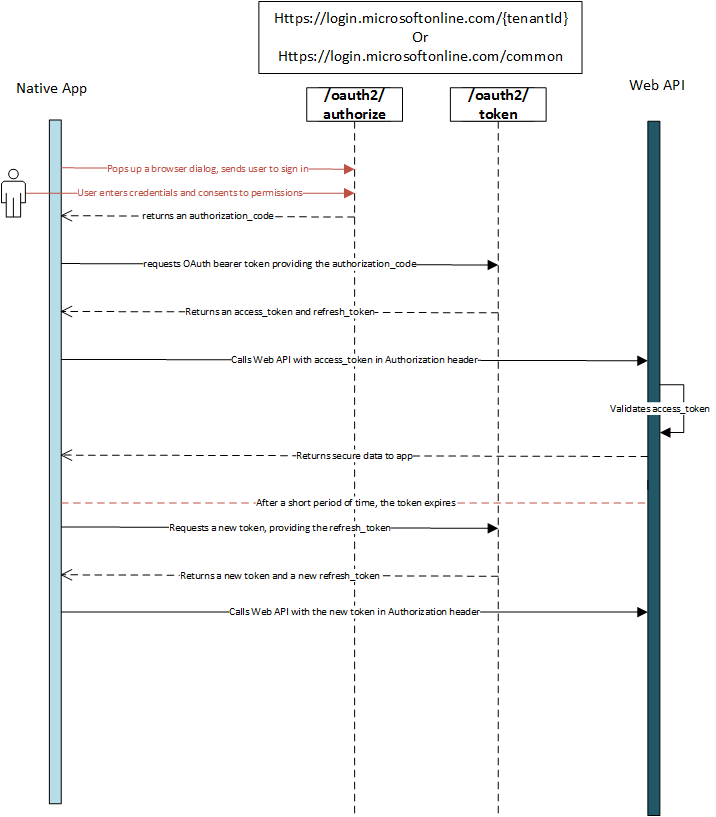 Https://login.microsoftonline.com/{tenantId}
Or
Https://login.microsoftonline.com/common
Native App
/oauth2/
authorize
/oauth2/
token
Web API
Pops up a browser dialog, sends user to sign in
User enters credentials and consents to permissions
returns an authorization_code
requests OAuth bearer token providing the authorization_code
Returns an access_token and refresh_token
Calls Web API with access_token in Authorization header
Validates access_token
Returns secure data to app
After a short period of time, the token expires
Requests a new token, providing the refresh_token
Returns a new token and a new refresh_token
Calls Web API with the new token in Authorization header